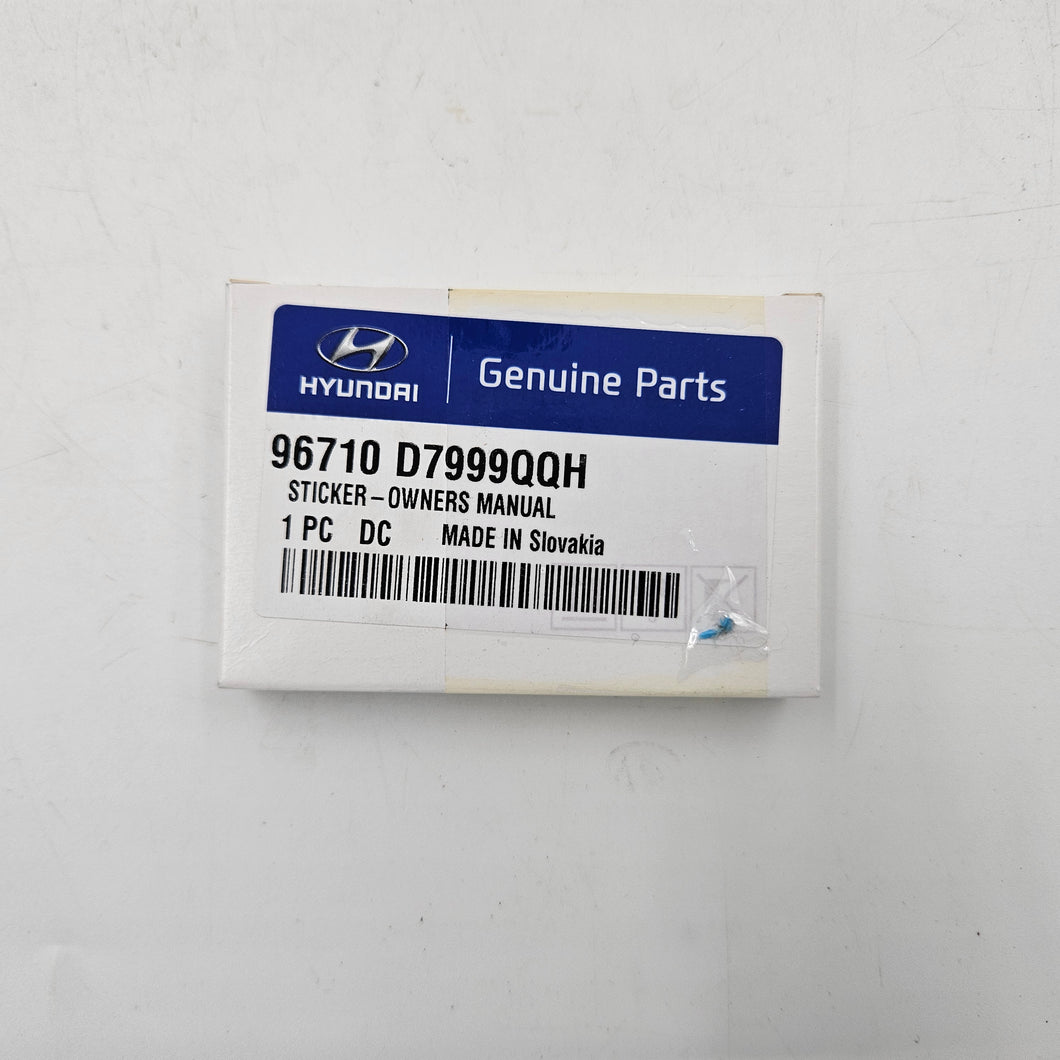 HYUNDAI
Genuine Parts
96710 D7999QQH
STICKER-OWNERS MANUAL
1 PC DC MADE IN Slovakia